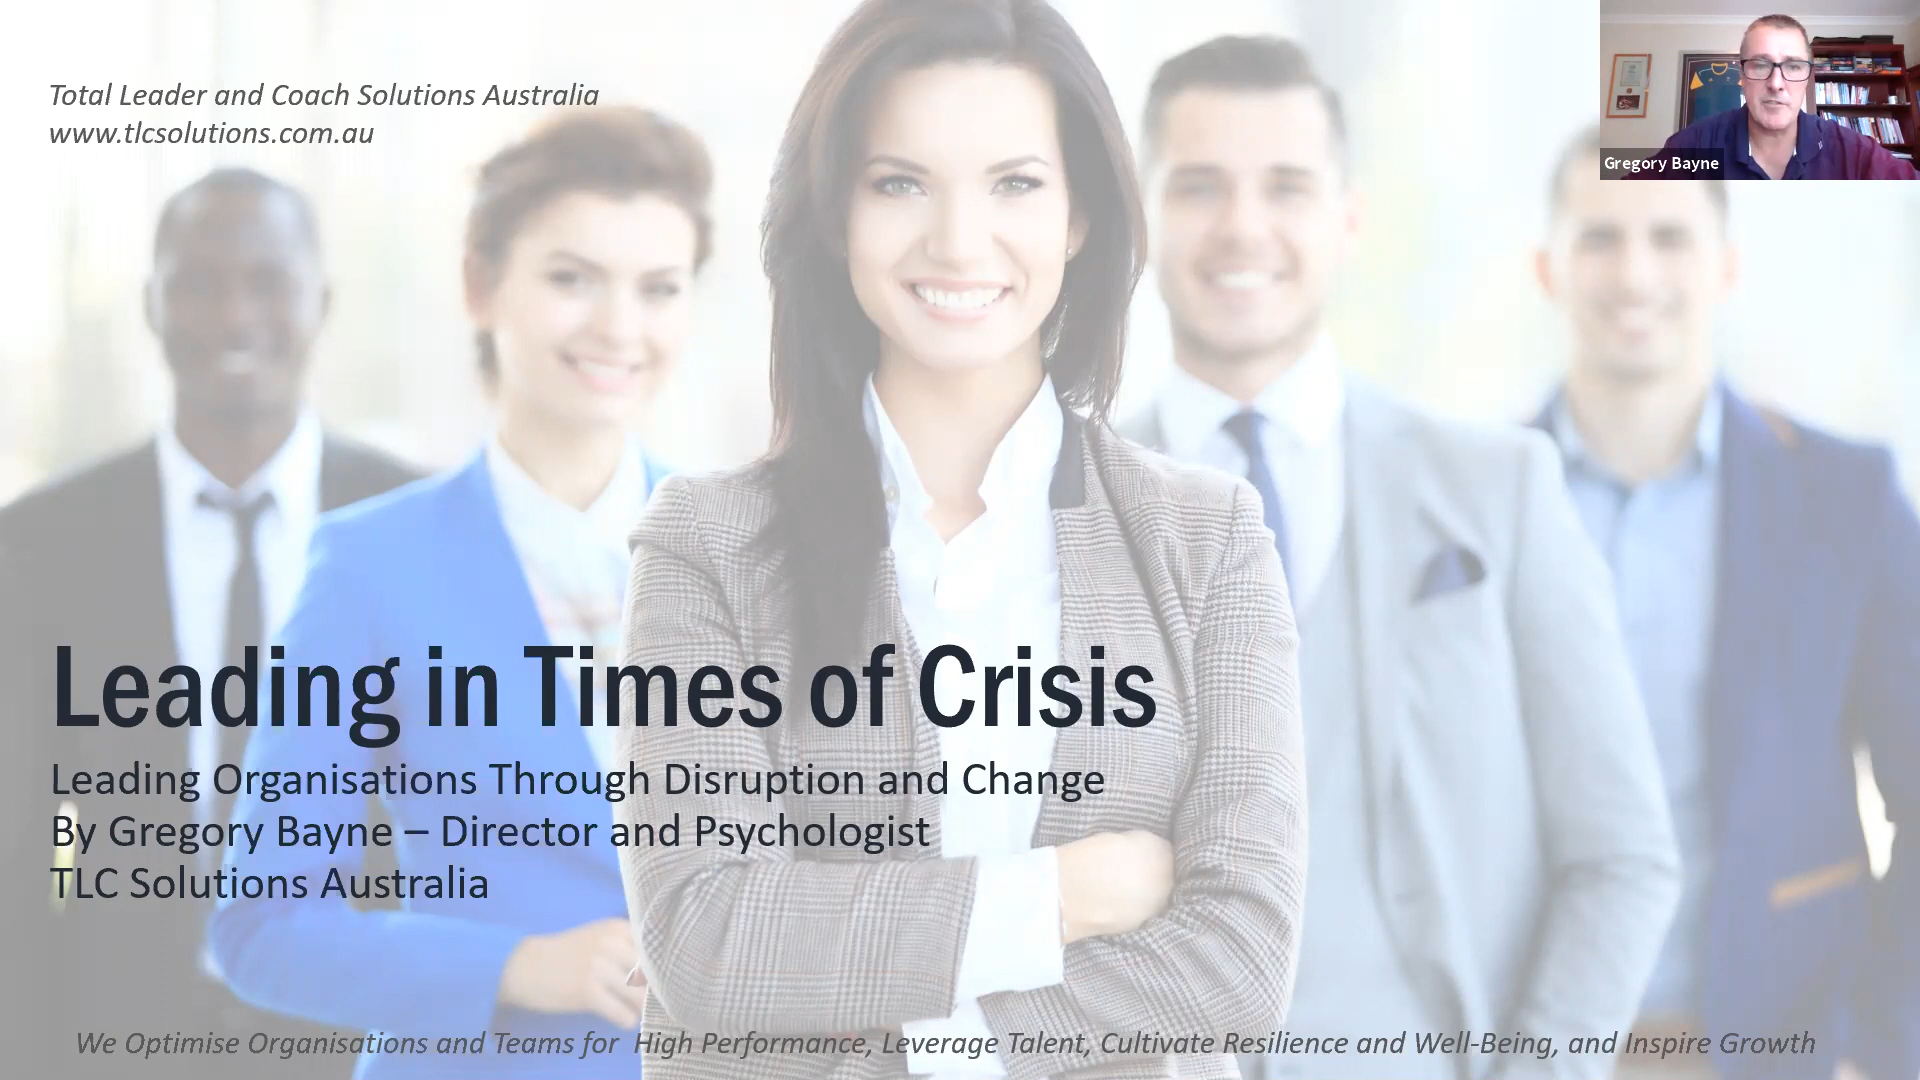 Total Leader and Coach Solutions Australia
www.tlcsolutions.com.au
Gregory Bayne
Leading in Times of Crisis
Leading Organisations Through Disruption and Change
By Gregory Bayne – Director and Psychologist
TLC Solutions Australia
We Optimise Organisations and Teams for High Performance, Leverage Talent, Cultivate Resilience and Well-Being, and Inspire Growth